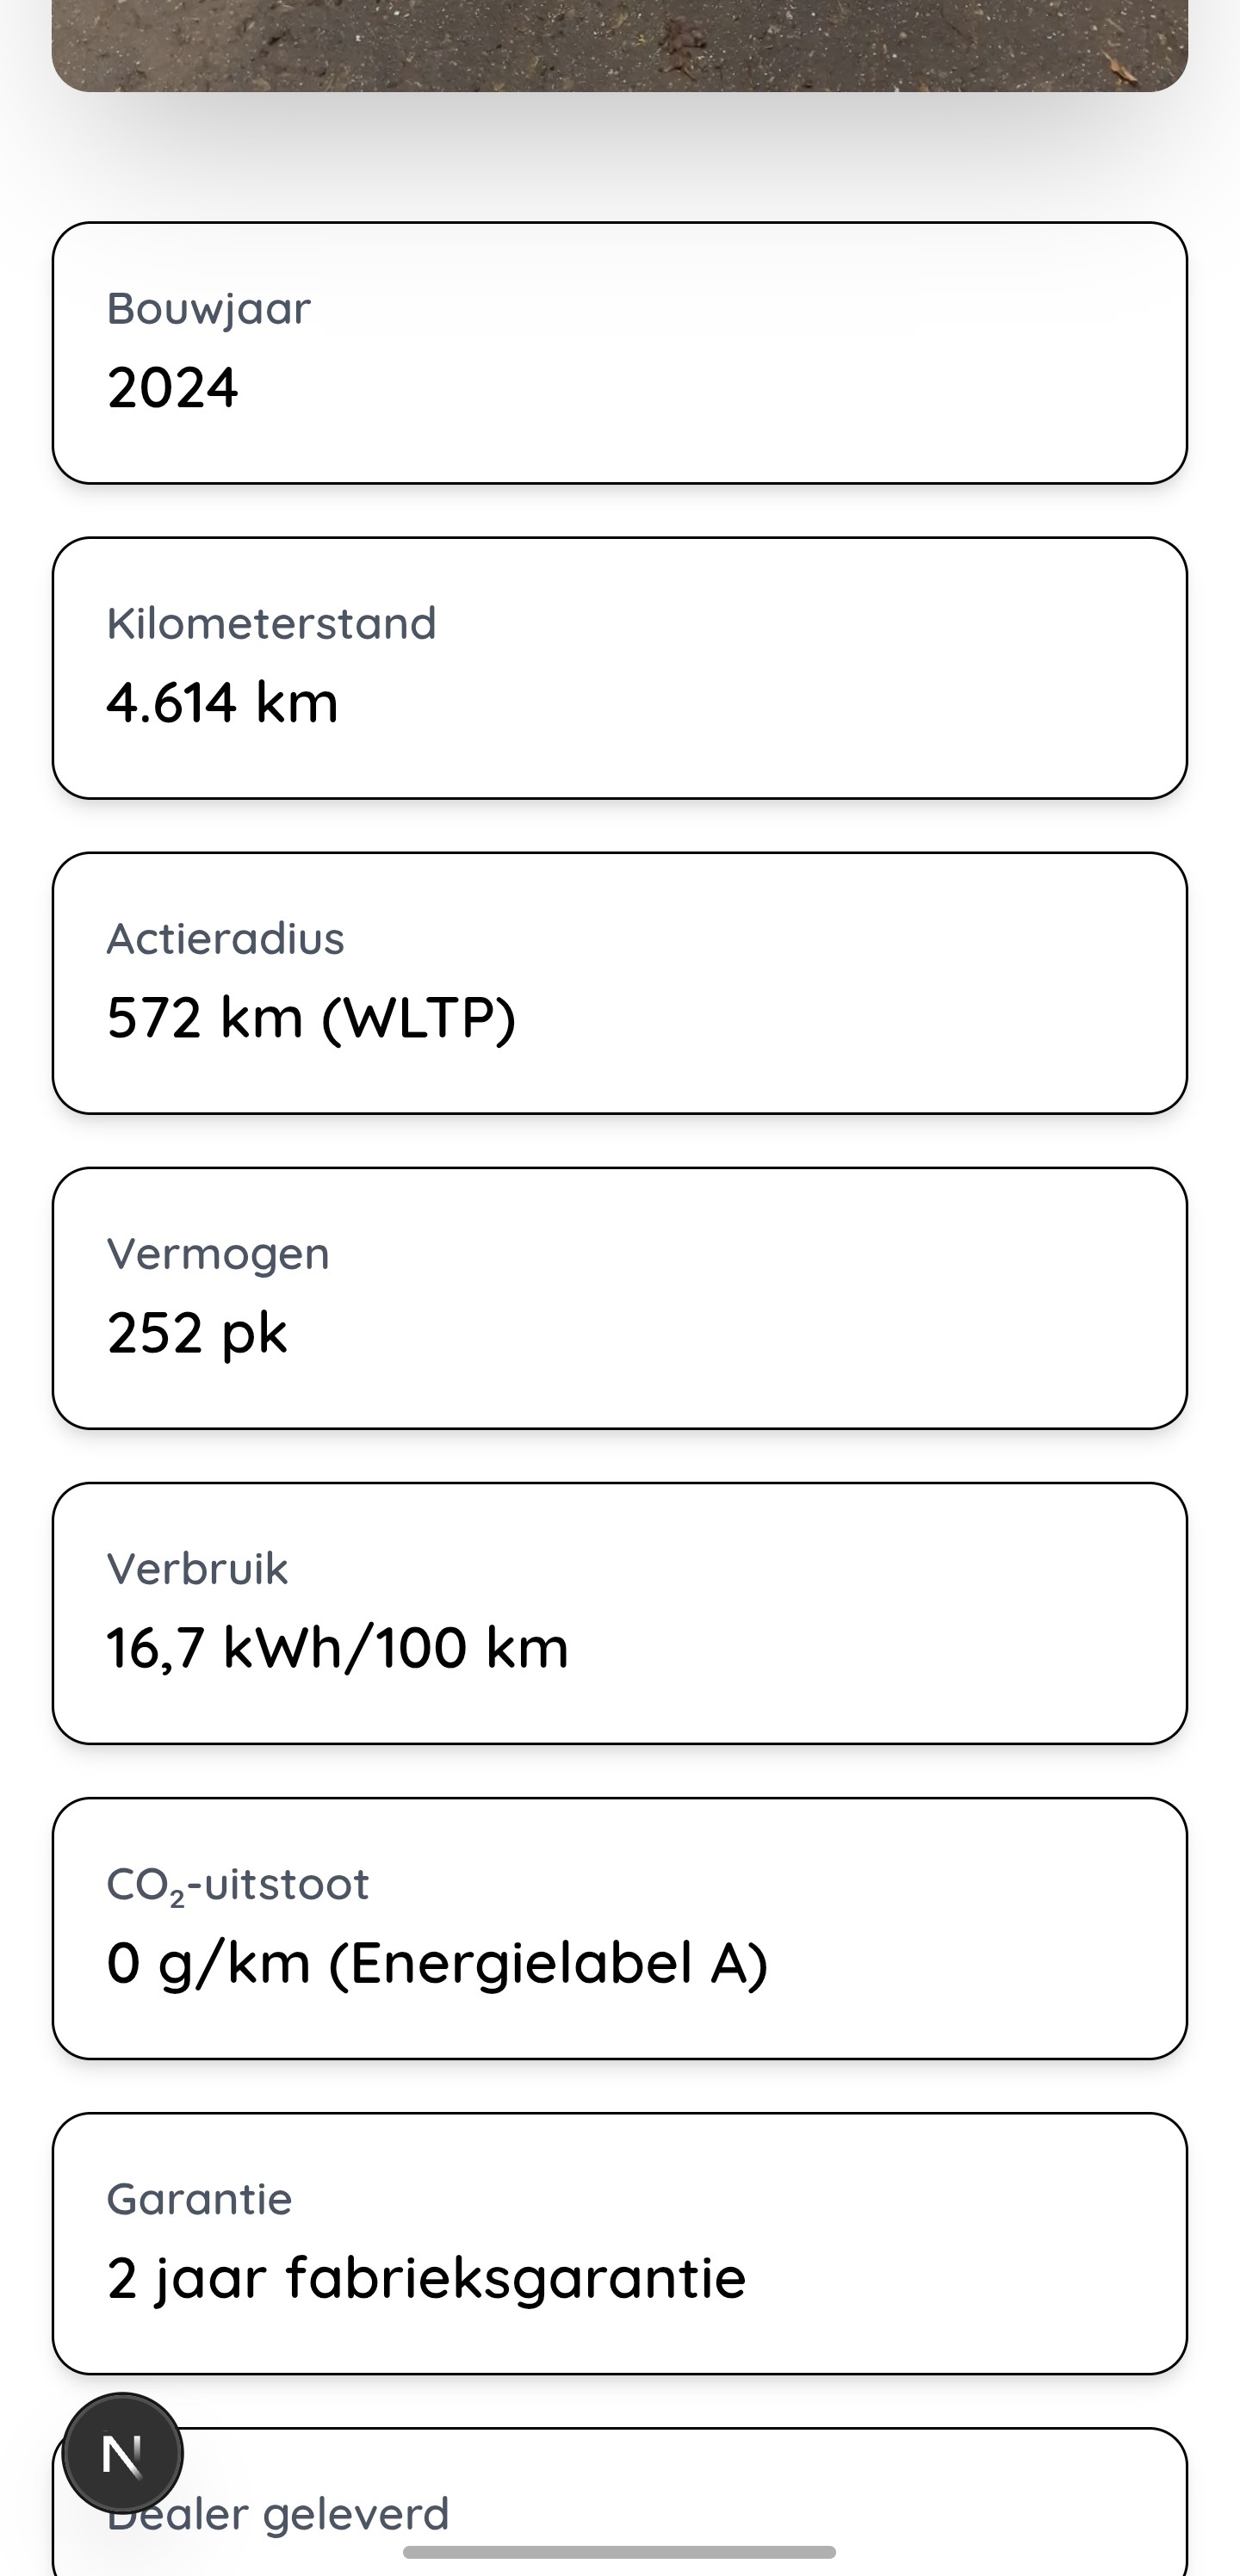 Bouwjaar
2024
Kilometerstand
4.614 km
Actieradius
572 km (WLTP)
Vermogen
252 pk
Verbruik
16,7 kWh/100 km
CO₂-uitstoot
0 g/km (Energielabel A)
Garantie
2 jaar fabrieksgarantie
N
Dealer geleverd